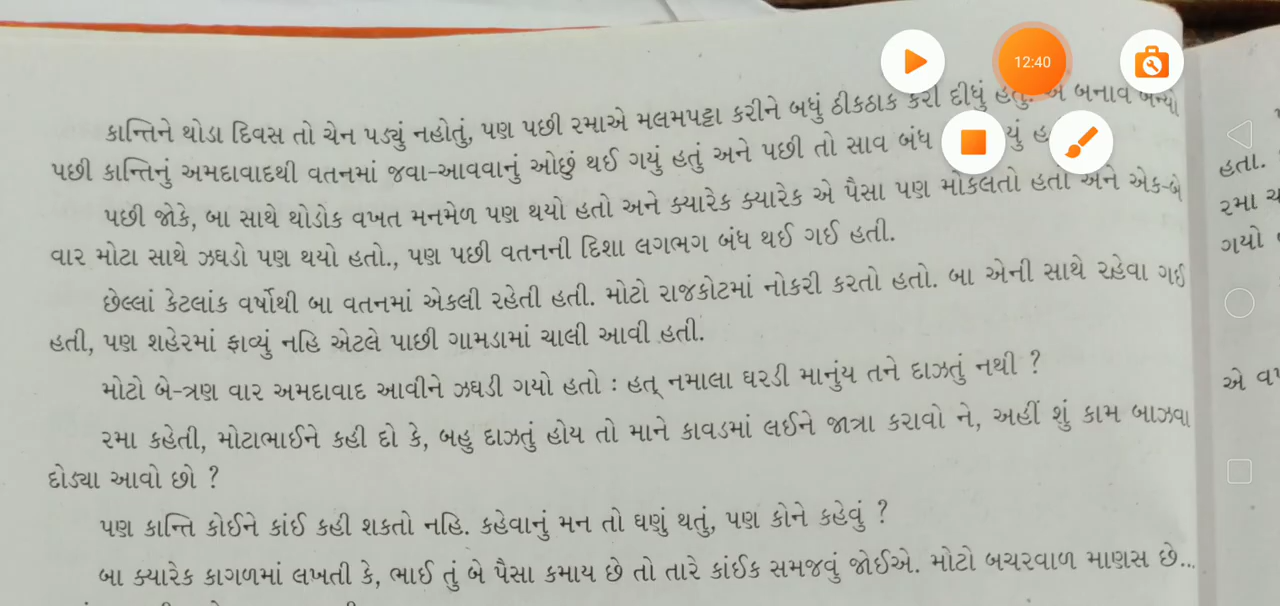 12:40
કાન્તિને થોડા દિવસ તો ચેન પડ્યું નહોતું, પણ પછી રમાએ મલમપટ્ટા કરીને બધું ઠીકઠાક કરી દીધું હતું. એ બનાવ બન્યો
પછી કાન્તિનું અમદાવાદથી વતનમાં જવા-આવવાનું ઓછું થઈ ગયું હતું અને પછી તો સાવ બંધ
પછી જોકે, બા સાથે થોડોક વખત મનમેળ પણ થયો હતો અને ક્યારેક ક્યારેક એ પૈસા પણ મોકલતો હતો અને એક-બે
વાર મોટા સાથે ઝઘડો પણ થયો હતો., પણ પછી વતનની દિશા લગભગ બંધ થઈ ગઈ હતી.
છેલ્લાં કેટલાંક વર્ષોથી બા વતનમાં એકલી રહેતી હતી. મોટો રાજકોટમાં નોકરી કરતો હતો. બા એની સાથે રહેવા ગઈ
હતી, પણ શહેરમાં ફાવ્યું નહિ એટલે પાછી ગામડામાં ચાલી આવી હતી.
મોટો બે-ત્રણ વાર અમદાવાદ આવીને ઝઘડી ગયો હતો : હત્ નમાલા ઘરડી માનુંય તને દાઝતું નથી ?
રમા કહેતી, મોટાભાઈને કહી દો કે, બહુ દાઝતું હોય તો માને કાવડમાં લઈને જાત્રા કરાવો ને, અહીં શું કામ બાઝવા
દોડ્યા આવો છો ?
પણ કાન્તિ કોઈને કાંઈ કહી શકતો નહિ. કહેવાનું મન તો ઘણું થતું, પણ કોને કહેવું ?
બા ક્યારેક કાગળમાં લખતી કે, ભાઈ તું બે પૈસા કમાય છે તો તારે કાંઈક સમજવું જોઈએ. મોટો બચરવાળ માણસ છે...
હતા.
રમા
ગયો
એ